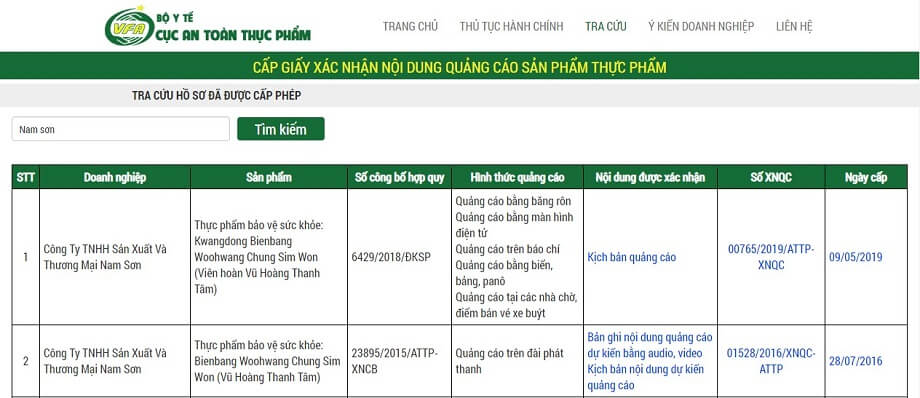 VFA
BỘ Y TẾ
CỤC AN TOÀN THỰC PHẨM
TRANG CHỦ THỦ TỤC HÀNH CHÍNH TRA CỨU Ý KIẾN DOANH NGHIỆP LIÊN HỆ
CẤP GIẤY XÁC NHẬN NỘI DUNG QUẢNG CÁO SẢN PHẨM THỰC PHẨM
TRA CỨU HỒ SƠ ĐÃ ĐƯỢC CẤP PHÉP
Nam sơn Tìm kiếm
STT Doanh nghiệp Sản phẩm Số công bố hợp quy Hình thức quảng cáo Nội dung được xác nhận Số XNQC Ngày cấp
1
Công Ty TNHH Sản Xuất Và
Thương Mại Nam Sơn
Thực phẩm bảo vệ sức khỏe:
Kwangdong Bienbang
Woohwang Chung Sim Won
(Viên hoàn Vũ Hoàng Thanh
Tâm)
6429/2018/ĐKSP
Quảng cáo bằng băng rôn
Quảng cáo bằng màn hình
điện tử
Quảng cáo trên báo chí
Quảng cáo bằng biển,
bảng, panô
Quảng cáo tại các nhà chờ,
điểm bán vé xe buýt
Kịch bản quảng cáo
00765/2019/ATTP-
XNQC
09/05/2019
2
Công Ty TNHH Sản Xuất Và
Thương Mại Nam Sơn
Thực phẩm bảo vệ sức khỏe:
Bienbang Woohwang Chung Sim
Won (Vũ Hoàng Thanh Tâm)
23895/2015/ATTP-
XNCB
Quảng cáo trên đài phát
thanh
Bản ghi nội dung quảng cáo
dự kiến bằng audio, video
Kịch bản nội dung dự kiến
quảng cáo
01528/2016/XNQC-
ATTP
28/07/2016